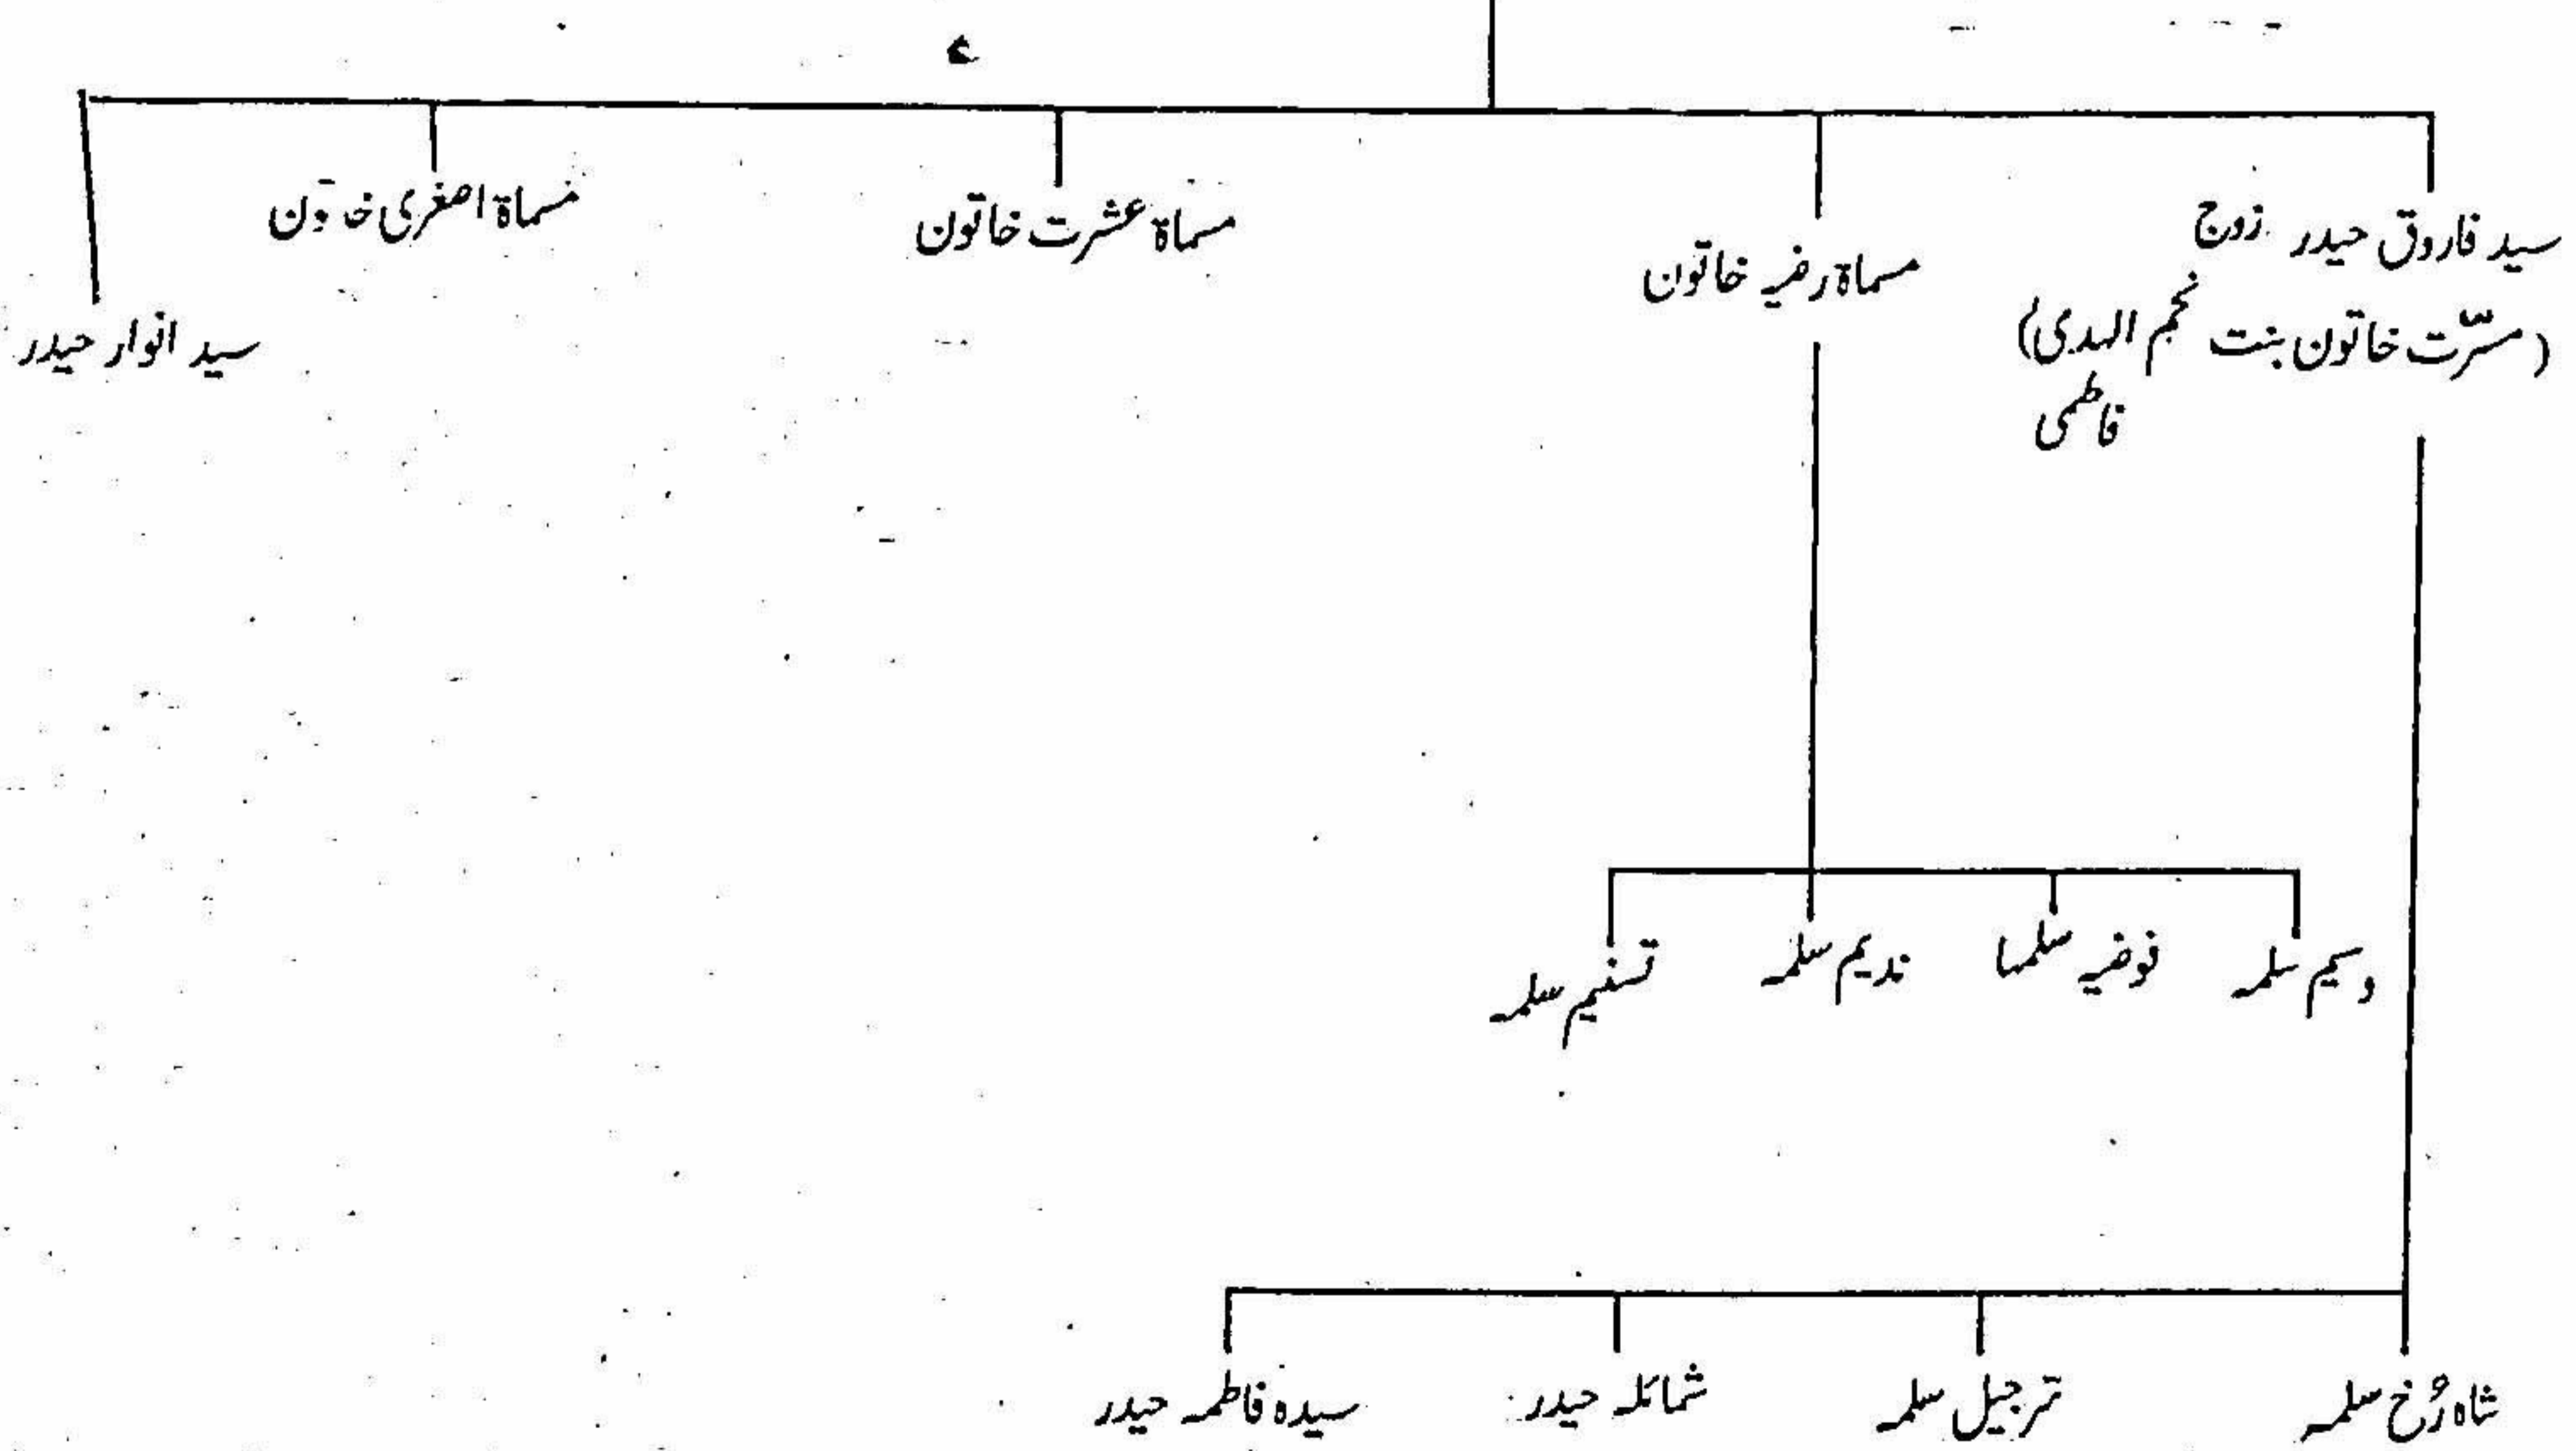 سید فاروق حیدر زوج
(مسرّت خاتون بنت نجم الہدیٰ)
فاطمی
مسماۃ رضیہ خاتون
مسماۃ عشرت خاتون
مسماۃ اصغری خاتون
سید انوار حیدر
وسیم سلمہ
فوضیہ سلمہا
ندیم سلمہ
تسنیم سلمہ
شاہ رُخ سلمہ
ترجیل سلمہ
شمائلہ حیدر
سیدہ فاطمہ حیدر